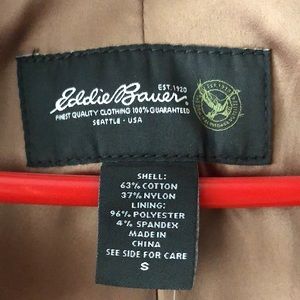 EST. 1920
Eddie Bauer
FINEST QUALITY CLOTHING 100% GUARANTEED
SEATTLE · USA
SHELL:
63% COTTON
37% NYLON
LINING:
96% POLYESTER
4% SPANDEX
MADE IN
CHINA
SEE SIDE FOR CARE
S